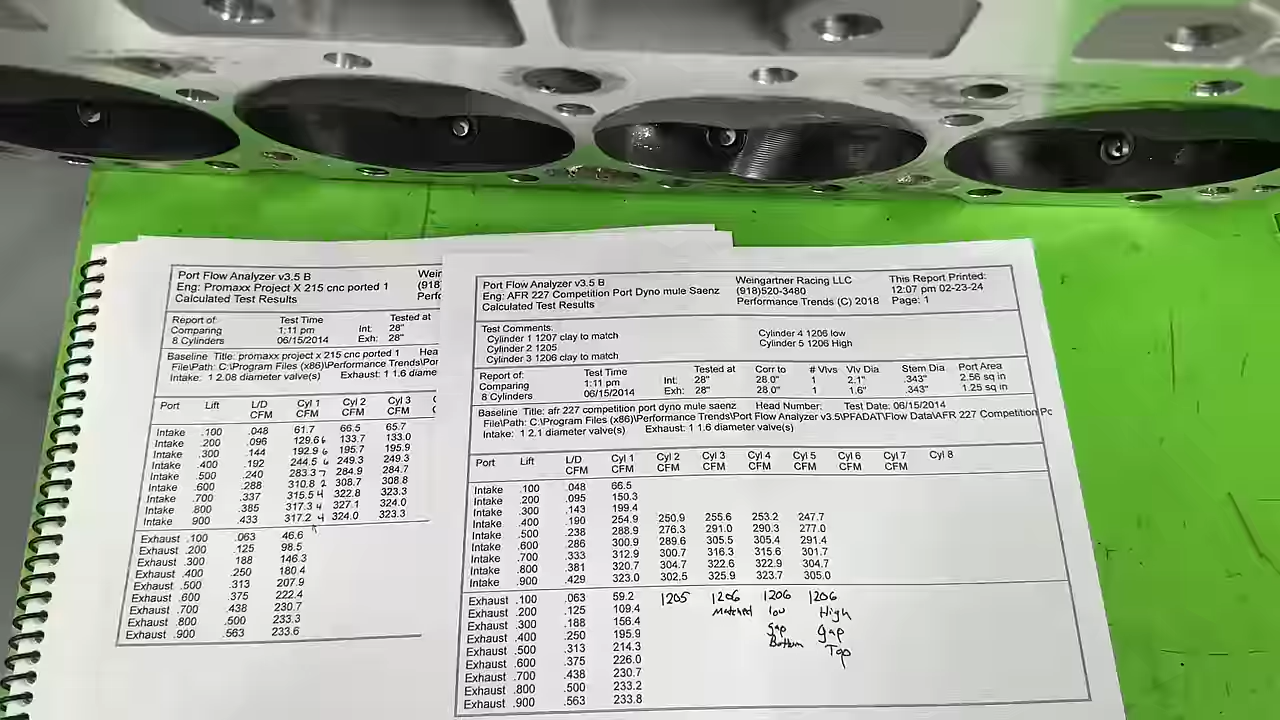 Port Flow Analyzer v3.5 B
Eng: Promaxx Project X 215 cnc ported 1
Calculated Test Results
Weir
(918
Perfo
Report of: Test Time Tested at
Comparing 1:11 pm Int: 28"
8 Cylinders 06/15/2014 Exh: 28"
Baseline Title: promaxx project x 215 cnc ported 1 Hea
File\Path: C:\Program Files (x86)\Performance Trends\Por
Intake: 1 2.08 diameter valve(s) Exhaust: 1 1.6 diame
Port Lift L/D Cyl 1 Cyl 2 Cyl 3
CFM CFM CFM CFM
Intake .100 .048 61.7 66.5 65.7
Intake .200 .096 129.6 133.7 133.0
Intake .300 .144 192.9 195.7 195.9
Intake .400 .192 244.5 249.3 249.3
Intake .500 .240 283.3 284.9 284.7
Intake .600 .288 310.8 308.7 308.8
Intake .700 .337 315.5 4 322.8 323.3
Intake .800 .385 317.3 4 327.1 324.0
Intake .900 .433 317.2 4 324.0 323.3
Exhaust .100 .063 46.6
Exhaust .200 .125 98.5
Exhaust .300 .188 146.3
Exhaust .400 .250 180.4
Exhaust .500 .313 207.9
Exhaust .600 .375 222.4
Exhaust .700 .438 230.7
Exhaust .800 .500 233.3
Exhaust .900 .563 233.6
Port Flow Analyzer v3.5 B Weingartner Racing LLC This Report Printed:
Eng: AFR 227 Competition Port Dyno mule Saenz (918)520-3480 12:07 pm 02-23-24
Calculated Test Results Performance Trends (C) 2018 Page: 1
Test Comments:
Cylinder 1 1207 clay to match Cylinder 4 1206 low
Cylinder 2 1205 Cylinder 5 1206 High
Cylinder 3 1206 clay to match
Report of: Test Time Tested at Corr to # Vlvs Vlv Dia Stem Dia Port Area
Comparing 1:11 pm Int: 28" 28.0" 1 2.1" .343" 2.56 sq in
8 Cylinders 06/15/2014 Exh: 28" 28.0" 1 1.6" .343" 1.25 sq in
Baseline Title: afr 227 competition port dyno mule saenz Head Number: Test Date: 06/15/2014
File\Path: C:\Program Files (x86)\Performance Trends\Port Flow Analyzer v3.5\PFADAT\Flow Data\AFR 227 Competition Pc
Intake: 1 2.1 diameter valve(s) Exhaust: 1 1.6 diameter valve(s)
Port Lift L/D Cyl 1 Cyl 2 Cyl 3 Cyl 4 Cyl 5 Cyl 6 Cyl 7 Cyl 8
CFM CFM CFM CFM CFM CFM CFM CFM
Intake .100 .048 66.5
Intake .200 .095 150.3
Intake .300 .143 199.4
Intake .400 .190 254.9 250.9 255.6 253.2 247.7
Intake .500 .238 288.9 276.3 291.0 290.3 277.0
Intake .600 .286 300.9 289.6 305.5 305.4 291.4
Intake .700 .333 312.9 300.7 316.3 315.6 301.7
Intake .800 .381 320.7 304.7 322.6 322.9 304.7
Intake .900 .429 323.0 302.5 325.9 323.7 305.0
Exhaust .100 .063 59.2
Exhaust .200 .125 109.4
Exhaust .300 .188 156.4
Exhaust .400 .250 195.9
Exhaust .500 .313 214.3
Exhaust .600 .375 226.0
Exhaust .700 .438 230.7
Exhaust .800 .500 233.2
Exhaust .900 .563 233.8
1205 1206 1206 1206
Matched low High
gap gap
Bottom Top